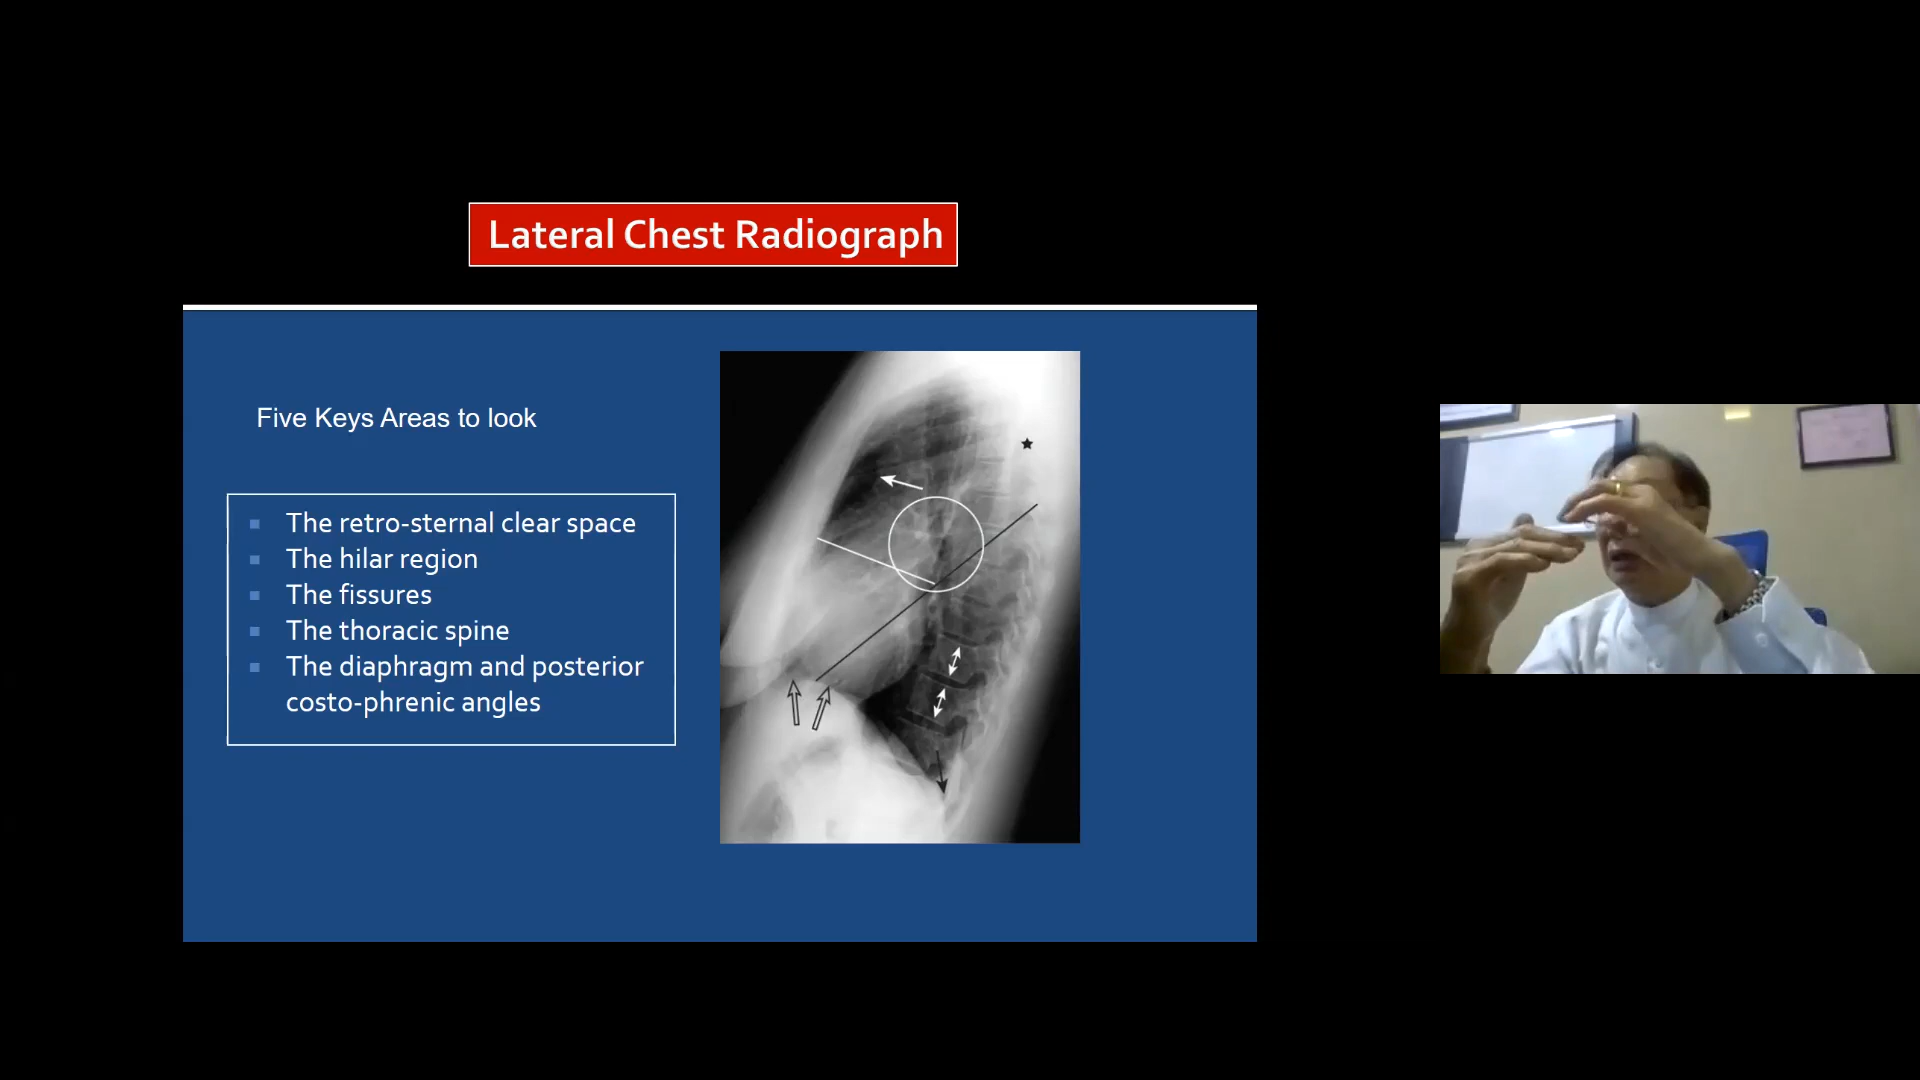 Lateral Chest Radiograph
Five Keys Areas to look
The retro-sternal clear space
The hilar region
The fissures
The thoracic spine
The diaphragm and posterior
costo-phrenic angles